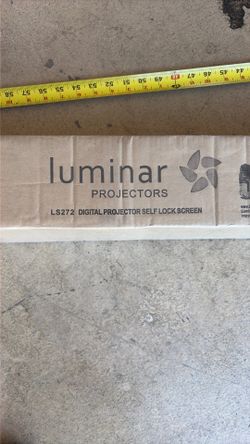 58 57 56 55 54 53 52 51 50 49 48 47 46 45
luminar
PROJECTORS
LS272 DIGITAL PROJECTOR SELF LOCK SCREEN